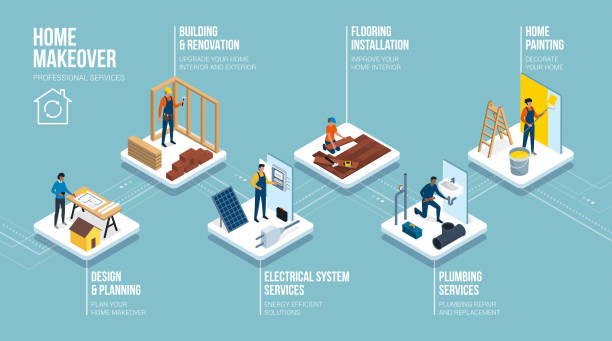 HOME
MAKEOVER
PROFESSIONAL SERVICES
BUILDING
& RENOVATION
UPGRADE YOUR HOME
INTERIOR AND EXTERIOR
FLOORING
INSTALLATION
IMPROVE YOUR
HOME INTERIOR
HOME
PAINTING
DECORATE
YOUR HOME
DESIGN
& PLANNING
PLAN YOUR
HOME MAKEOVER
ELECTRICAL SYSTEM
SERVICES
ENERGY EFFICIENT
SOLUTIONS
PLUMBING
SERVICES
PLUMBING REPAIR
AND REPLACEMENT